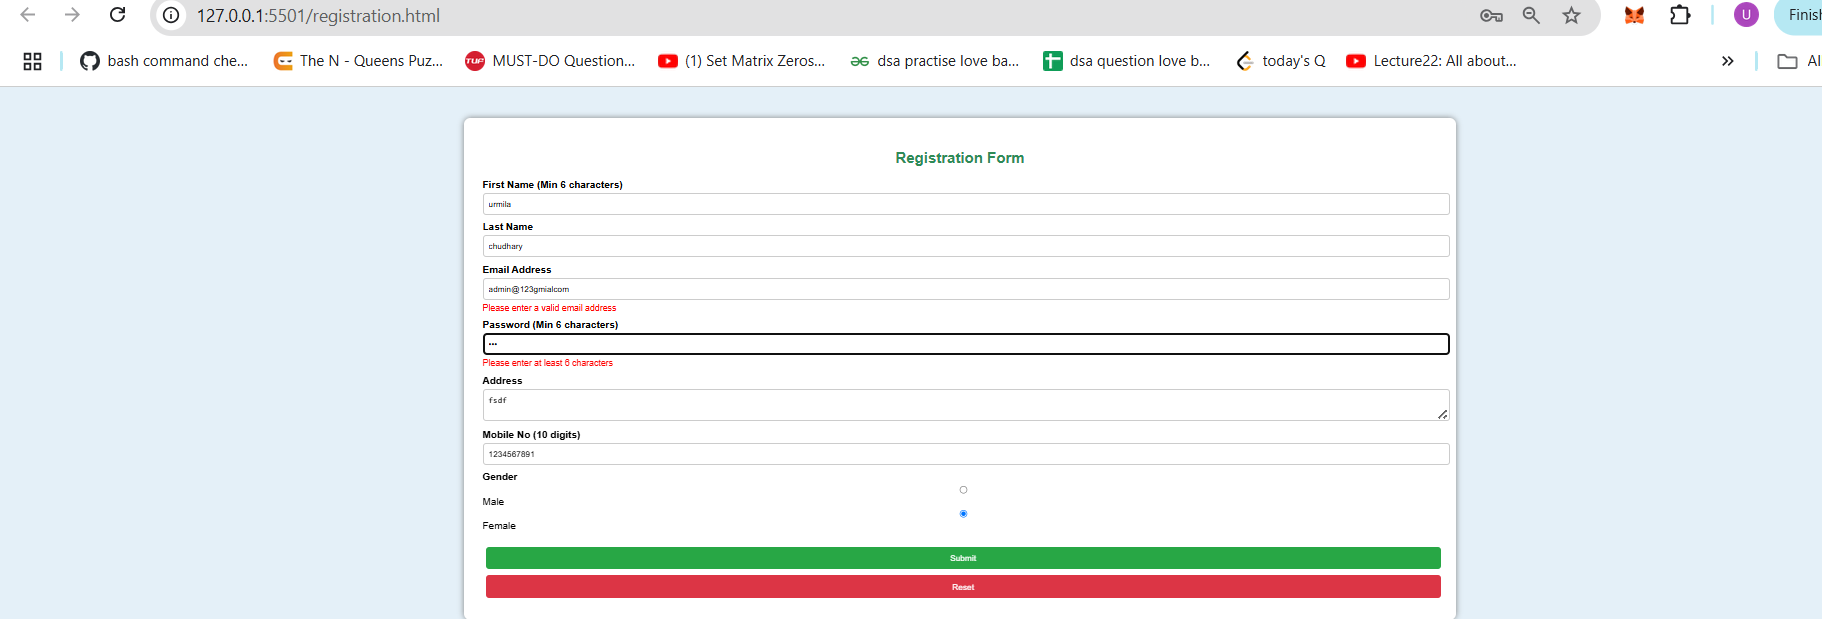 127.0.0.1:5501/registration.html
U
Finis
bash command che... The N - Queens Puz... TUF MUST-DO Question... (1) Set Matrix Zeros... dsa practise love ba... dsa question love b... today's Q Lecture22: All about... » Al
Registration Form
First Name (Min 6 characters)
urmila
Last Name
chudhary
Email Address
admin@123gmialcom
Please enter a valid email address
Password (Min 6 characters)
•••
Please enter at least 6 characters
Address
fsdf
Mobile No (10 digits)
1234567891
Gender
Male
Female
Submit
Reset